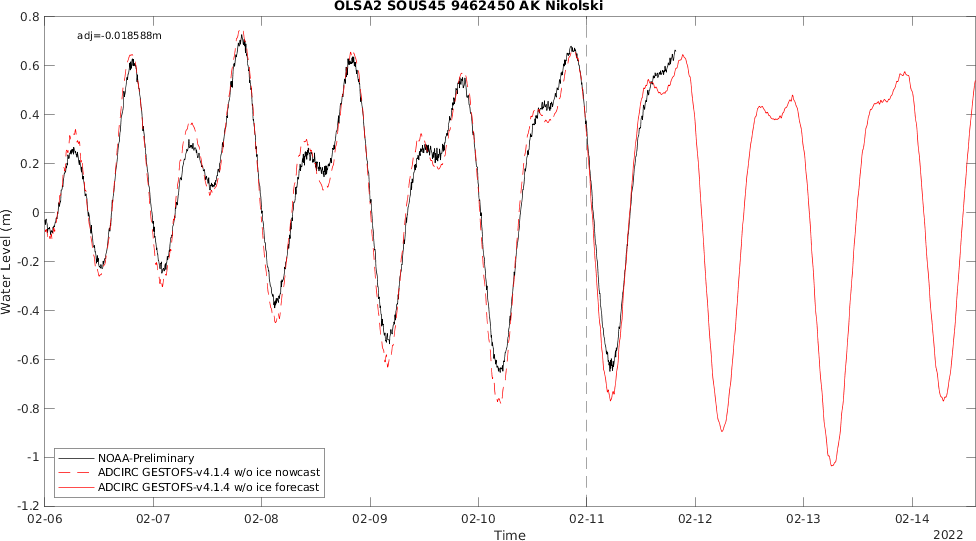 OLSA2 SOUS45 9462450 AK Nikolski
adj=-0.018588m
0.8
0.6
0.4
0.2
0
-0.2
-0.4
-0.6
-0.8
-1
-1.2
Water Level (m)
NOAA-Preliminary
ADCIRC GESTOFS-v4.1.4 w/o ice nowcast
ADCIRC GESTOFS-v4.1.4 w/o ice forecast
02-06 02-07 02-08 02-09 02-10 02-11 02-12 02-13 02-14
Time
2022